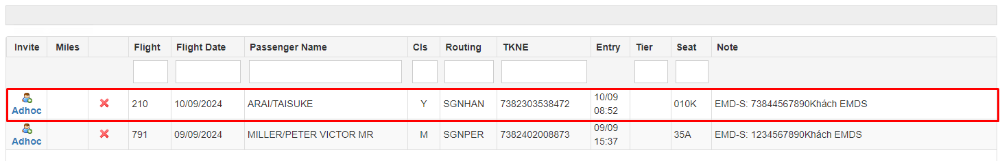 Invite Miles Flight Flight Date Passenger Name Cls Routing TKNE Entry Tier Seat Note
Adhoc 210 10/09/2024 ARAI/TAISUKE Y SGNHAN 7382303538472 10/09 08:52 010K EMD-S: 73844567890Khách EMDS
Adhoc 791 09/09/2024 MILLER/PETER VICTOR MR M SGNPER 7382402008873 09/09 15:37 35A EMD-S: 1234567890Khách EMDS